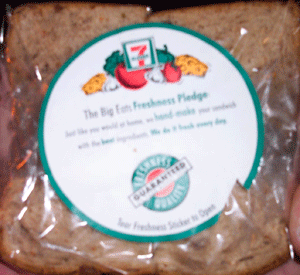 7
ELEVEN
The Big Eats Freshness Pledge
Just like you would at home, we hand-make your sandwich
with the best ingredients. We do it fresh every day.
FRESHNESS
GUARANTEED
QUALITY
Tear Freshness Sticker to Open